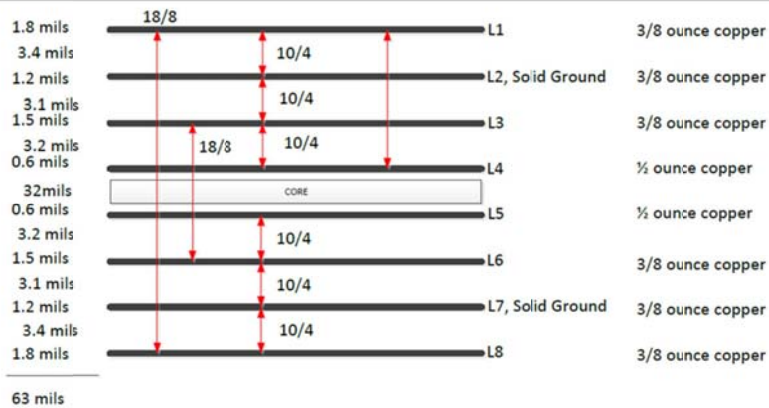 18/8
1.8 mils L1 3/8 ounce copper
3.4 mils 10/4
1.2 mils L2, Solid Ground 3/8 ounce copper
3.1 mils 10/4
1.5 mils L3 3/8 ounce copper
3.2 mils 18/8 10/4
0.6 mils L4 ½ ounce copper
32mils CORE
0.6 mils L5 ½ ounce copper
3.2 mils 10/4
1.5 mils L6 3/8 ounce copper
3.1 mils 10/4
1.2 mils L7, Solid Ground 3/8 ounce copper
3.4 mils 10/4
1.8 mils L8 3/8 ounce copper
63 mils